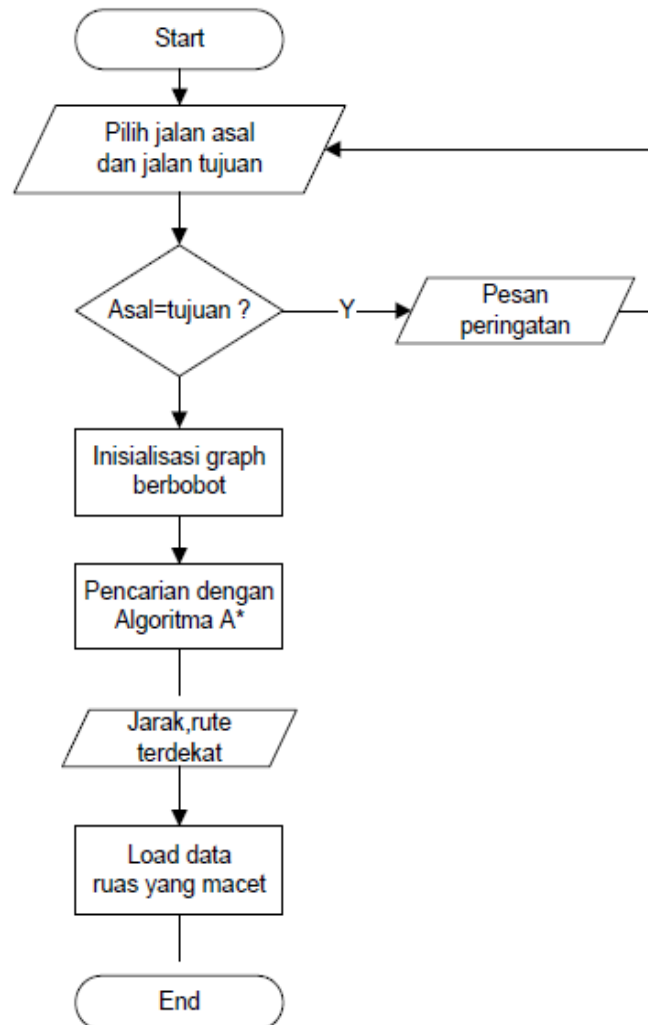 Start
Pilih jalan asal
dan jalan tujuan
Asal=tujuan ?
Y
Pesan
peringatan
Inisialisasi graph
berbobot
Pencarian dengan
Algoritma A*
Jarak,rute
terdekat
Load data
ruas yang macet
End